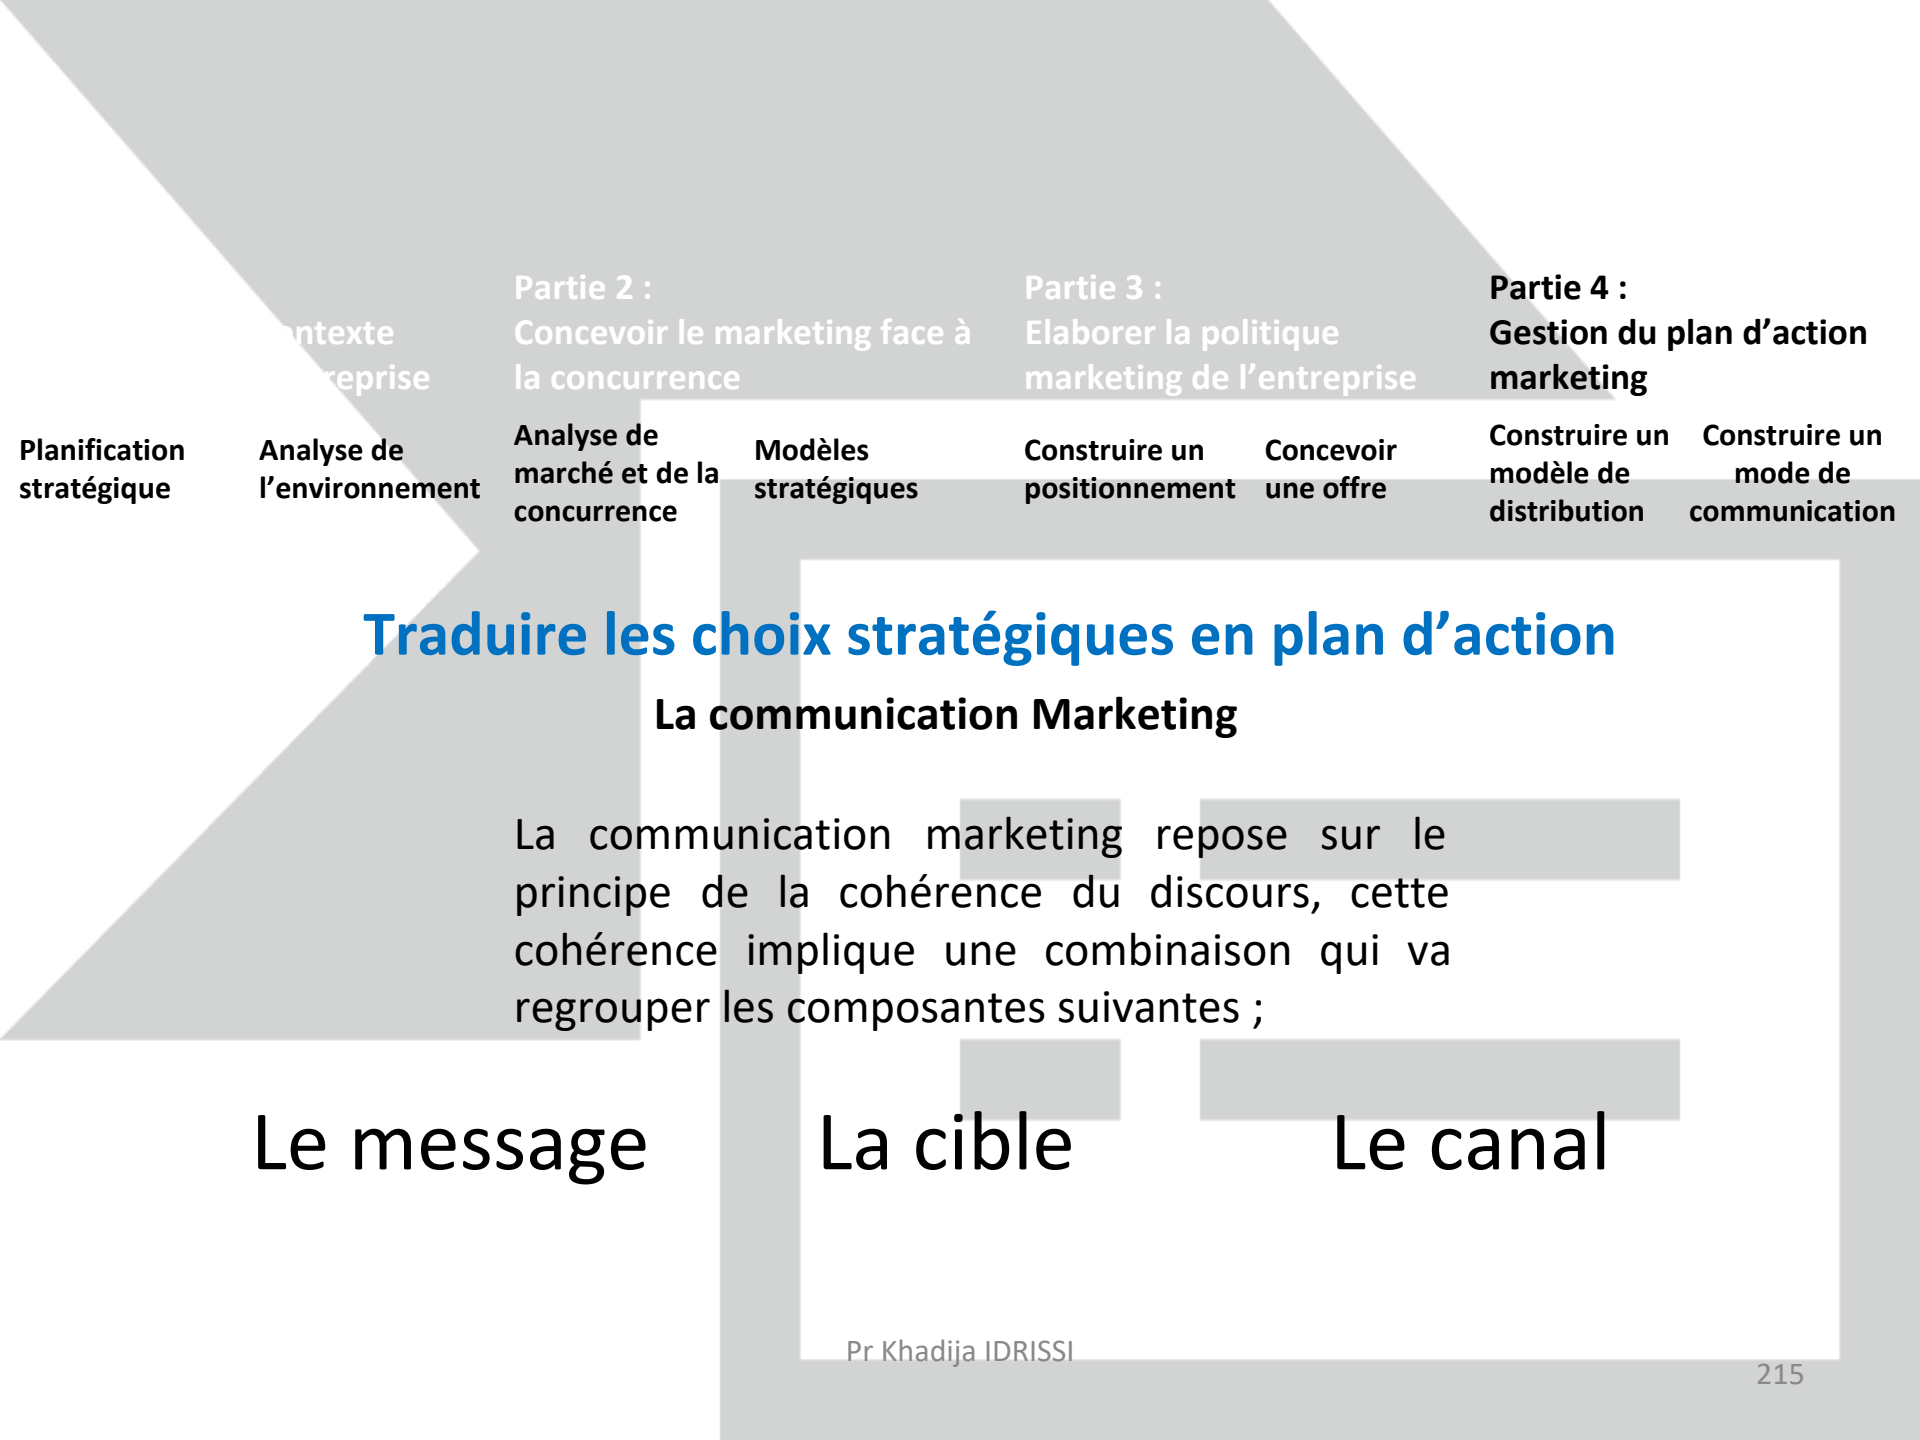 Partie 2 :
Concevoir le marketing face à
la concurrence
Partie 3 :
Elaborer la politique
marketing de l’entreprise
Partie 4 :
Gestion du plan d’action
marketing
Planification
stratégique
Analyse de
l’environnement
Analyse de
marché et de la
concurrence
Modèles
stratégiques
Construire un
positionnement
Concevoir
une offre
Construire un
modèle de
distribution
Construire un
mode de
communication
Traduire les choix stratégiques en plan d’action
La communication Marketing
La communication marketing repose sur le
principe de la cohérence du discours, cette
cohérence implique une combinaison qui va
regrouper les composantes suivantes ;
Le message
La cible
Le canal
Pr Khadija IDRISSI
215